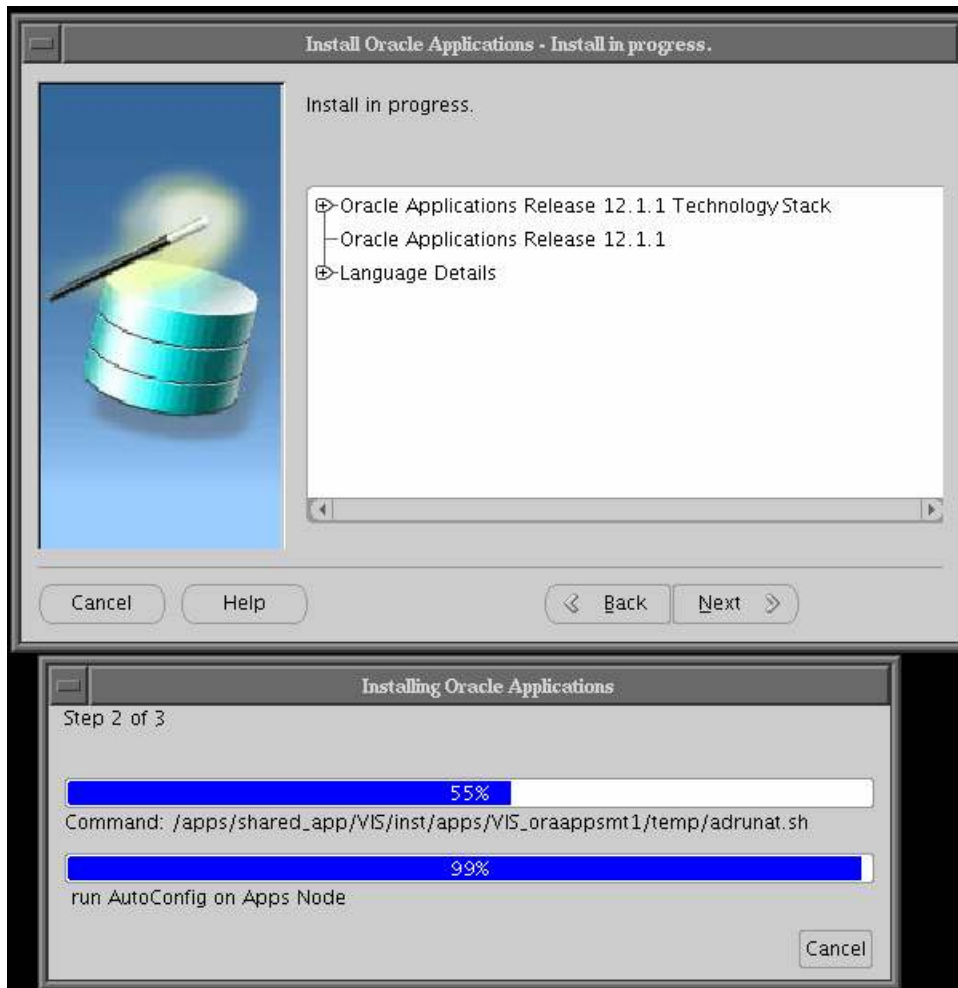 Install Oracle Applications - Install in progress.
Install in progress.
Oracle Applications Release 12.1.1 Technology Stack
Oracle Applications Release 12.1.1
Language Details
Cancel Help Back Next
Installing Oracle Applications
Step 2 of 3
55%
Command: /apps/shared_app/VIS/inst/apps/VIS_oraappsmt1/temp/adrunat.sh
99%
run AutoConfig on Apps Node
Cancel